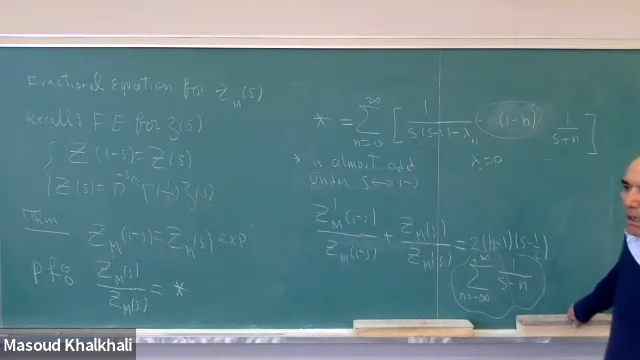 Functional Equation for Z_M(s)
Recall: F E for ζ(s)
Z(1-s) = Z(s)
Z(s) = π^{-s/2} Γ(s/2) ζ(s)
Thm Z_M(1-s) = Z_M(s) exp
Pf: Z_M'(s) / Z_M(s) = *
* = Σ_{n=0}^∞ [ 1 / (s(s-1)-λ_n) - (1-h) 1 / (s+n) ]
λ=0
* is almost odd
under s ↔ 1-s
Z_M'(1-s) / Z_M(1-s) + Z_M(s) / Z_M(s) = 2(h-1)(s-1/2)
Σ_{n=-∞}^{+∞} 1 / (s-n)
Masoud Khalkhali